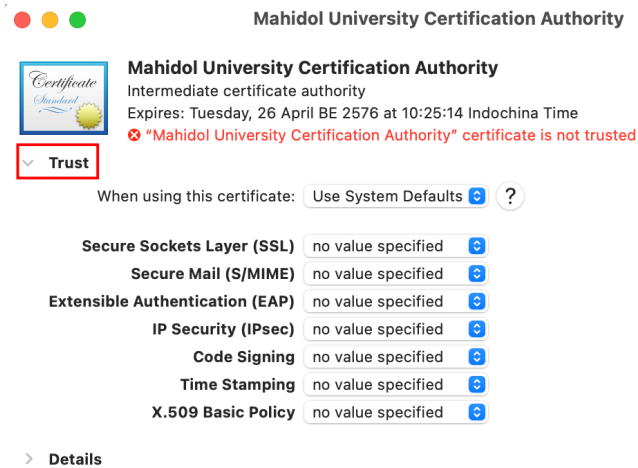 Mahidol University Certification Authority
Certificate
Standard
Mahidol University Certification Authority
Intermediate certificate authority
Expires: Tuesday, 26 April BE 2576 at 10:25:14 Indochina Time
“Mahidol University Certification Authority” certificate is not trusted
Trust
When using this certificate: Use System Defaults ?
Secure Sockets Layer (SSL) no value specified
Secure Mail (S/MIME) no value specified
Extensible Authentication (EAP) no value specified
IP Security (IPsec) no value specified
Code Signing no value specified
Time Stamping no value specified
X.509 Basic Policy no value specified
Details